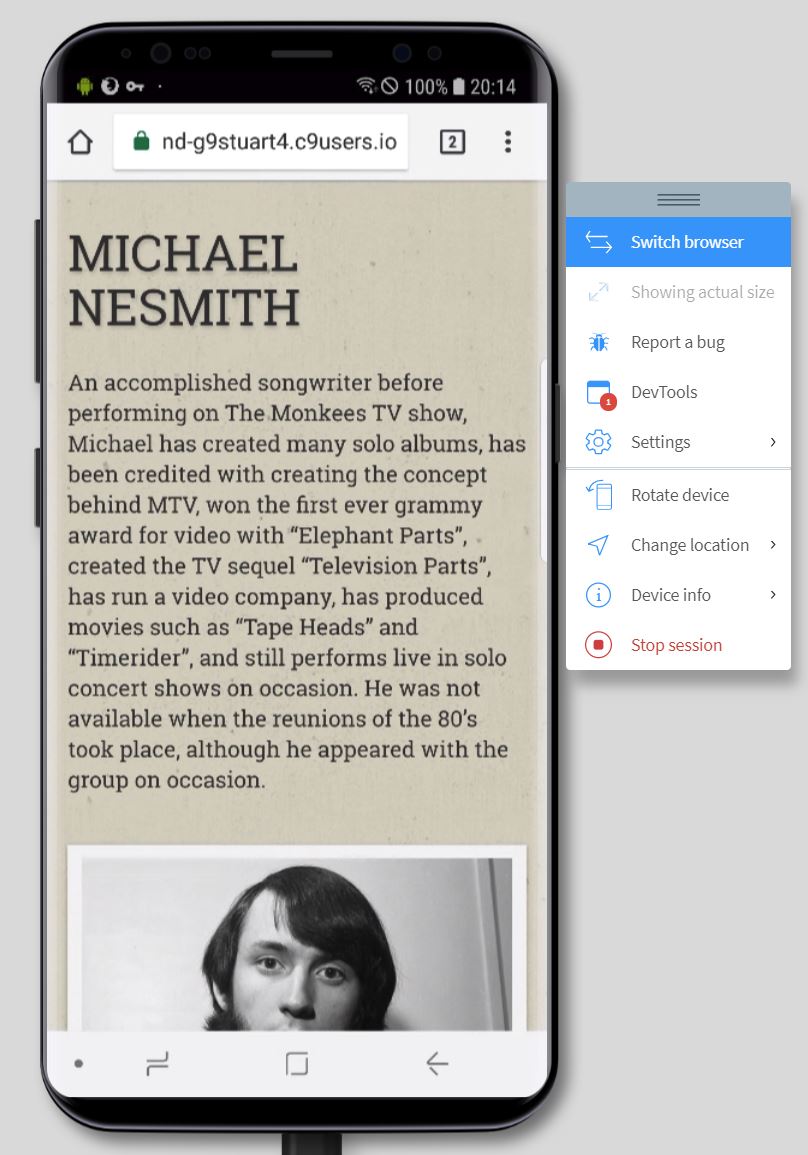 100% 20:14
nd-g9stuart4.c9users.io
2
MICHAEL
NESMITH
An accomplished songwriter before
performing on The Monkees TV show,
Michael has created many solo albums, has
been credited with creating the concept
behind MTV, won the first ever grammy
award for video with “Elephant Parts”,
created the TV sequel “Television Parts”,
has run a video company, has produced
movies such as “Tape Heads” and
“Timerider”, and still performs live in solo
concert shows on occasion. He was not
available when the reunions of the 80’s
took place, although he appeared with the
group on occasion.
Switch browser
Showing actual size
Report a bug
DevTools
1
Settings
Rotate device
Change location
Device info
Stop session